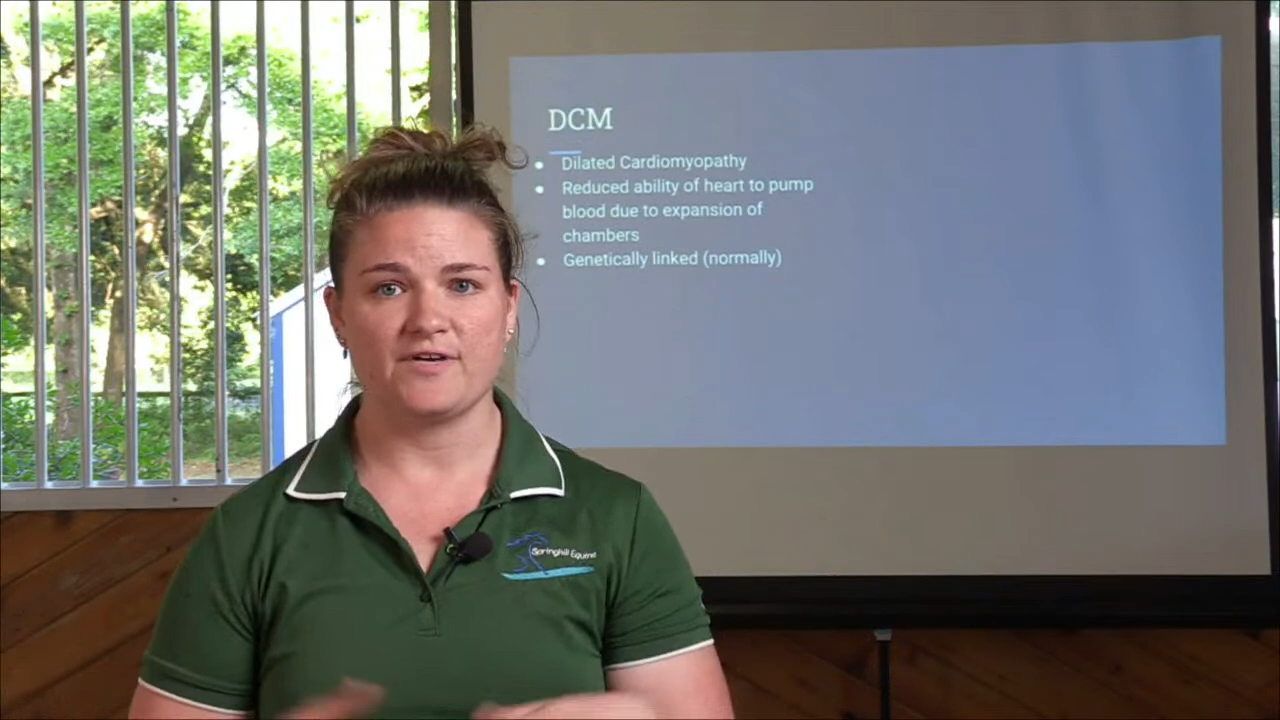 DCM
Dilated Cardiomyopathy
Reduced ability of heart to pump
blood due to expansion of
chambers
Genetically linked (normally)
Springhill Equine